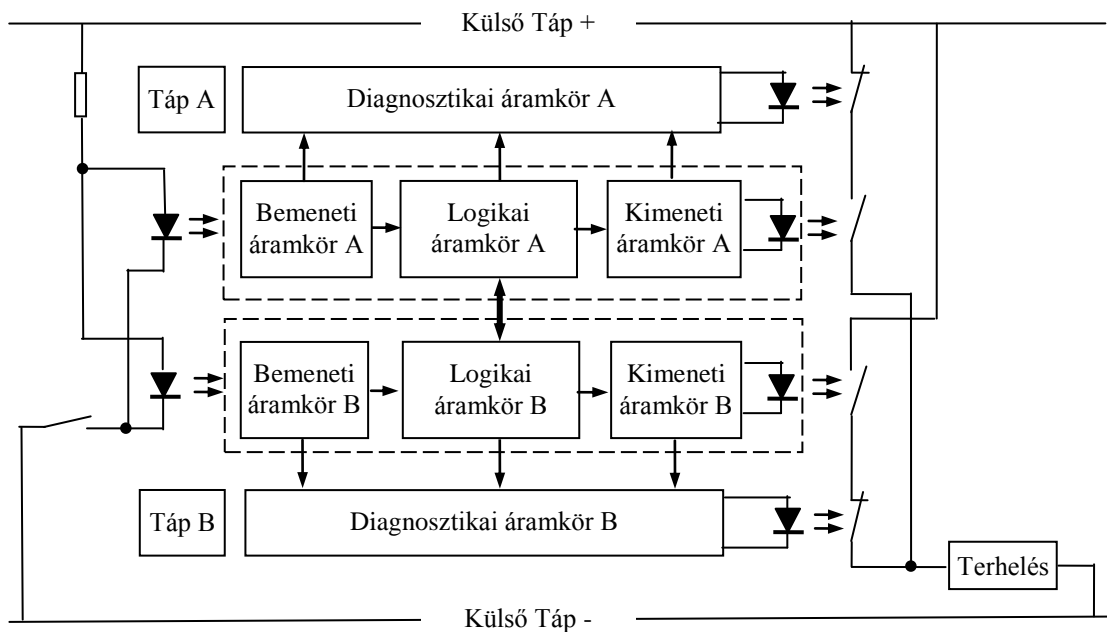 Külső Táp +
Táp A
Diagnosztikai áramkör A
Bemeneti
áramkör A
Logikai
áramkör A
Kimeneti
áramkör A
Bemeneti
áramkör B
Logikai
áramkör B
Kimeneti
áramkör B
Táp B
Diagnosztikai áramkör B
Terhelés
Külső Táp -